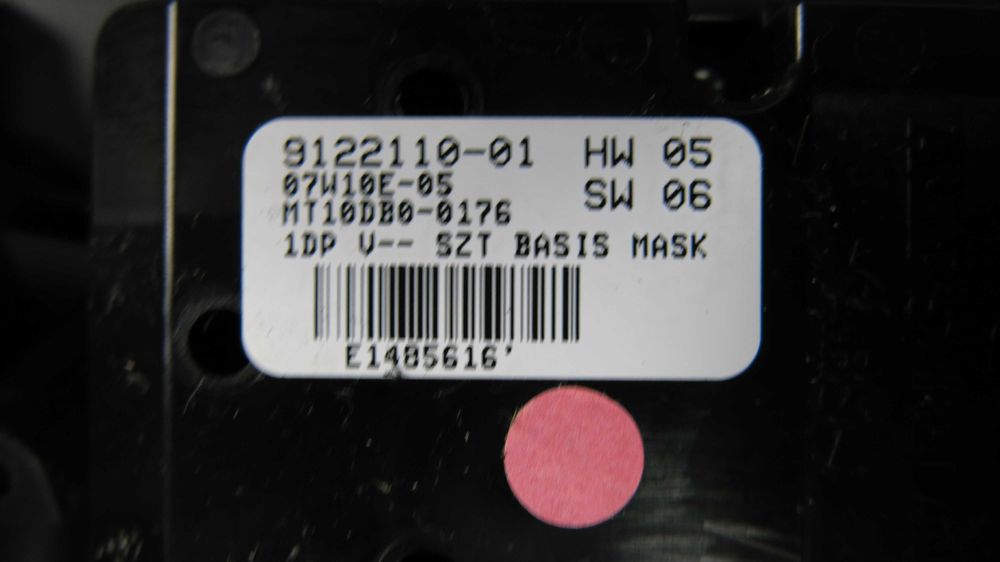 9122110-01 HW 05
07W10E-05 SW 06
MT10DB0-0176
1DP V-- SZT BASIS MASK
E1485616'